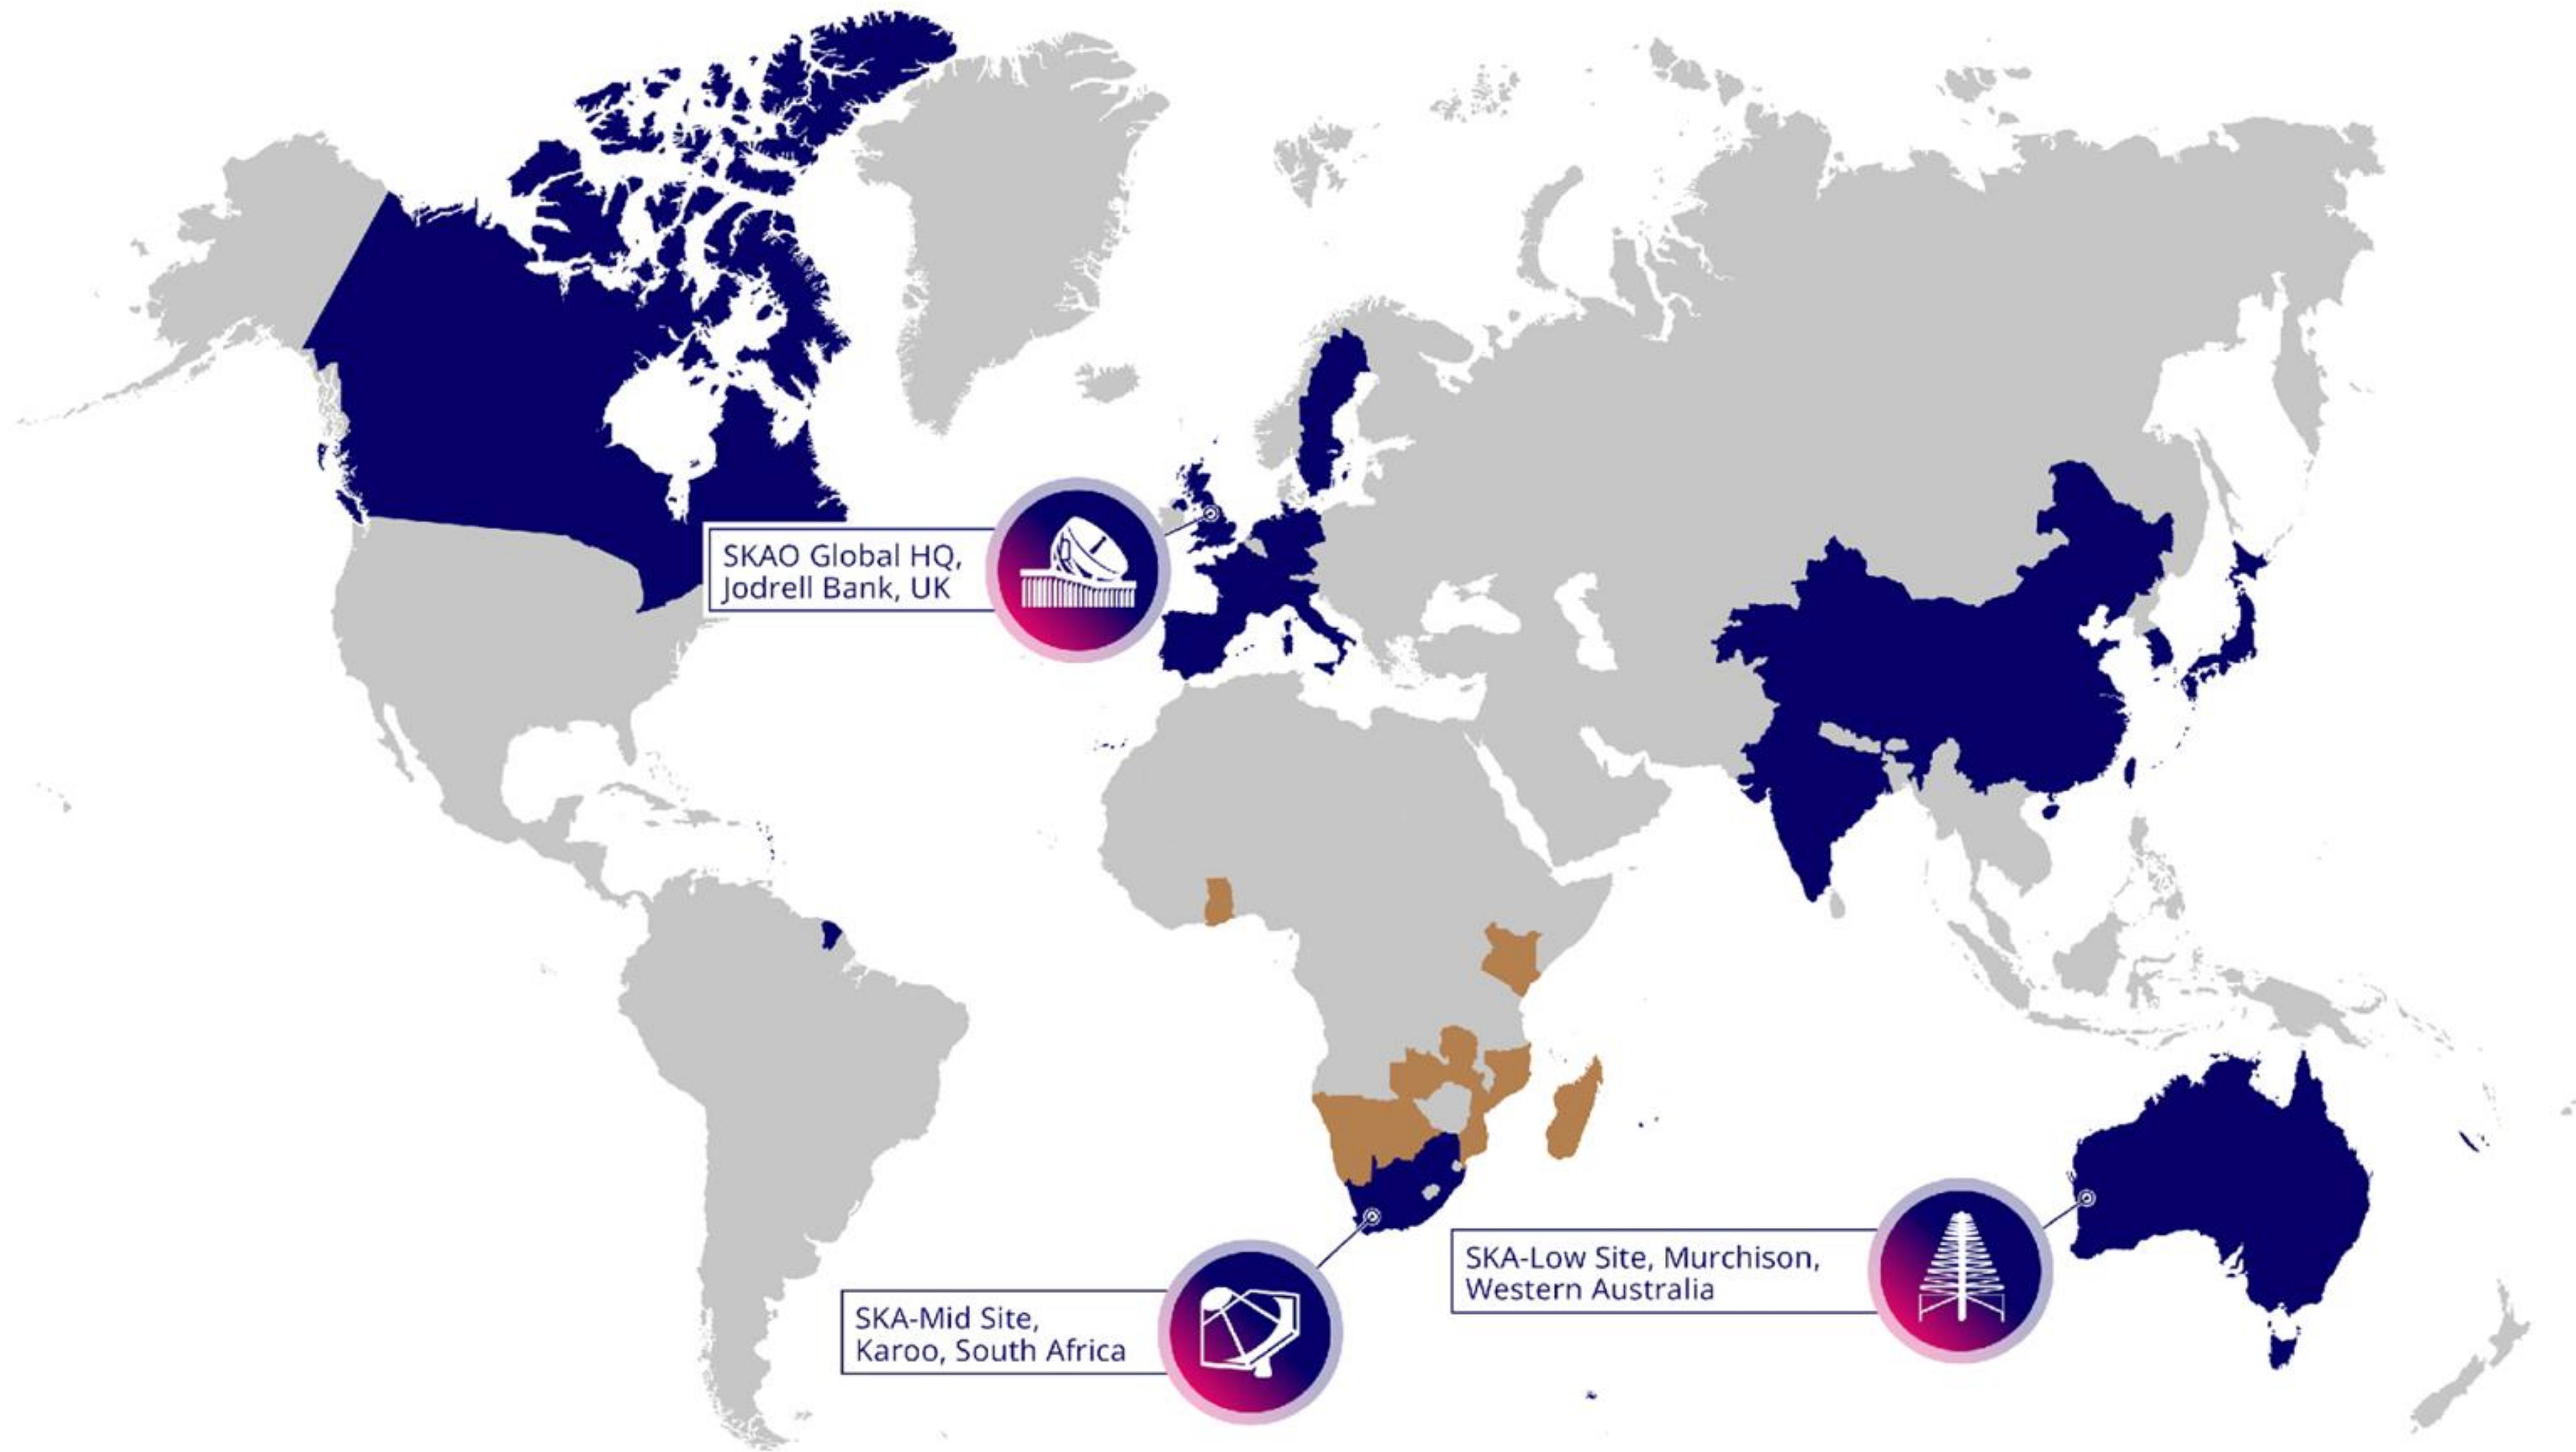 SKAO Global HQ,
Jodrell Bank, UK
SKA-Mid Site,
Karoo, South Africa
SKA-Low Site, Murchison,
Western Australia